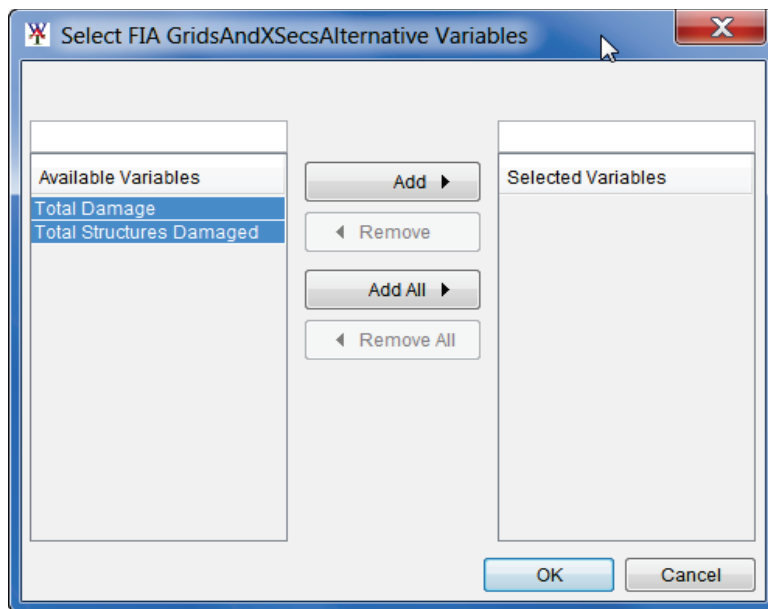 Select FIA GridsAndXSecsAlternative Variables
Available Variables
Total Damage
Total Structures Damaged
Add
Remove
Add All
Remove All
Selected Variables
OK
Cancel